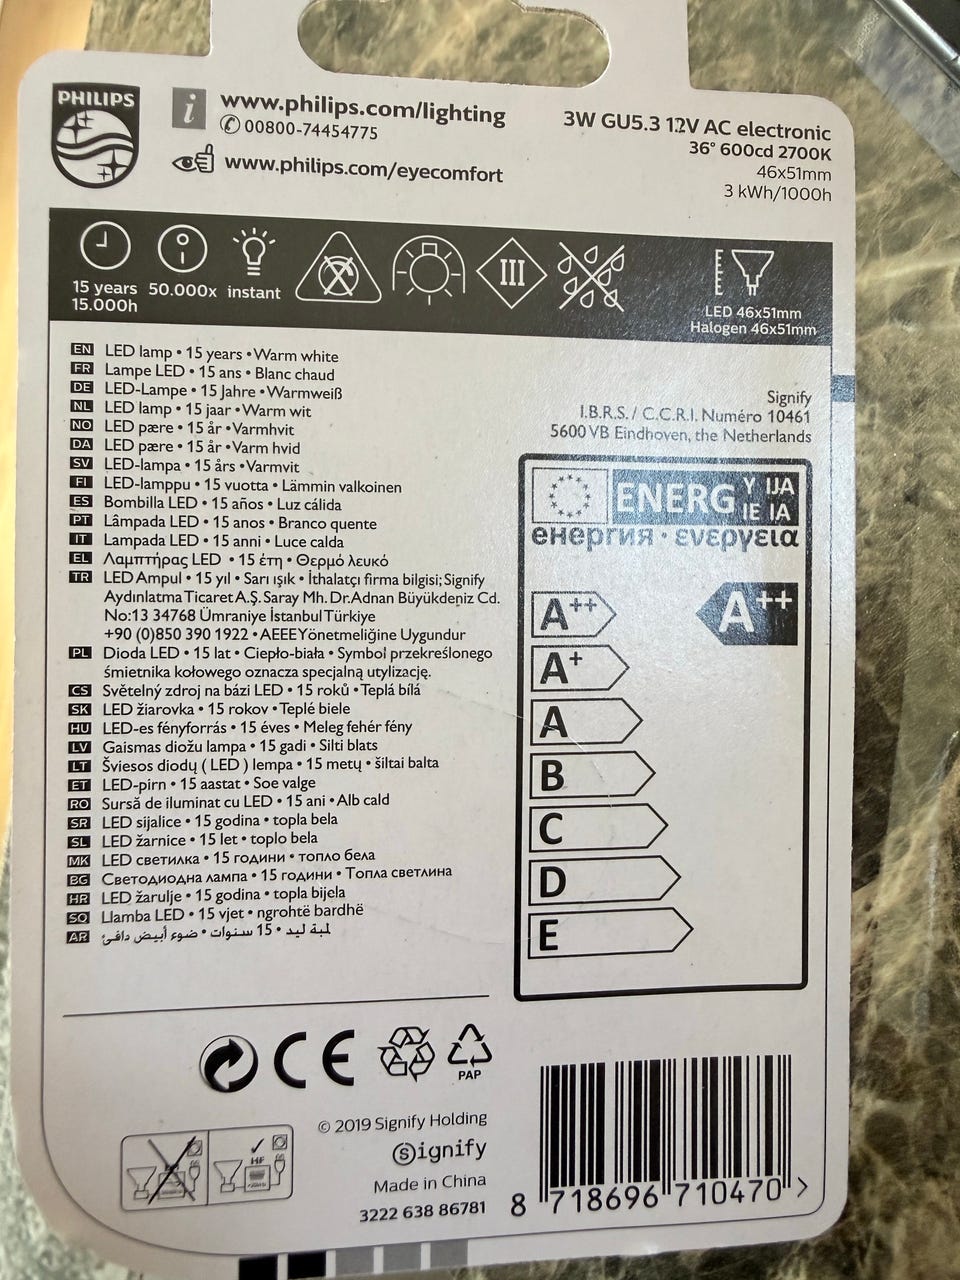 PHILIPS
i
www.philips.com/lighting
00800-74454775
www.philips.com/eyecomfort
3W GU5.3 12V AC electronic
36° 600cd 2700K
46x51mm
3 kWh/1000h
15 years
15.000h
50.000x
instant
III
LED 46x51mm
Halogen 46x51mm
EN LED lamp • 15 years • Warm white
FR Lampe LED • 15 ans • Blanc chaud
DE LED-Lampe • 15 Jahre • Warmweiß
NL LED lamp • 15 jaar • Warm wit
NO LED pære • 15 år • Varmhvit
DA LED pære • 15 år • Varm hvid
SV LED-lampa • 15 års • Varmvit
FI LED-lamppu • 15 vuotta • Lämmin valkoinen
ES Bombilla LED • 15 años • Luz cálida
PT Lâmpada LED • 15 anos • Branco quente
IT Lampada LED • 15 anni • Luce calda
EL Λαμπτήρας LED • 15 έτη • Θερμό λευκό
TR LED Ampul • 15 yıl • Sarı ışık • İthalatçı firma bilgisi; Signify
Aydınlatma Ticaret A.Ş. Saray Mh. Dr. Adnan Büyükdeniz Cd.
No:13 34768 Ümraniye İstanbul Türkiye
+90 (0)850 390 1922 • AEEE Yönetmeliğine Uygundur
PL Dioda LED • 15 lat • Ciepło-biała • Symbol przekreślonego
śmietnika kołowego oznacza specjalną utylizację.
CS Světelný zdroj na bázi LED • 15 roků • Teplá bílá
SK LED žiarovka • 15 rokov • Teplé biele
HU LED-es fényforrás • 15 éves • Meleg fehér fény
LV Gaismas diožu lampa • 15 gadi • Silti blats
LT Šviesos diodų ( LED ) lempa • 15 metų • šiltai balta
ET LED-pirn • 15 aastat • Soe valge
RO Sursă de iluminat cu LED • 15 ani • Alb cald
SR LED sijalice • 15 godina • topla bela
SL LED žarnice • 15 let • toplo bela
MK LED светилка • 15 години • топло бела
BG Светодиодна лампа • 15 години • Топла светлина
HR LED žarulje • 15 godina • topla bijela
SQ Llamba LED • 15 vjet • ngrohtë bardhë
AR لمبة ليد • 15 سنوات • ضوء أبيض دافئ
Signify
I.B.R.S. / C.C.R.I. Numéro 10461
5600 VB Eindhoven, the Netherlands
ENERG Y IJA
IE IA
енергия · ενεργεια
A++
A++
A+
A
B
C
D
E
CE
PAP
© 2019 Signify Holding
Signify
Made in China
3222 638 86781
HF
8 718696 710470 >